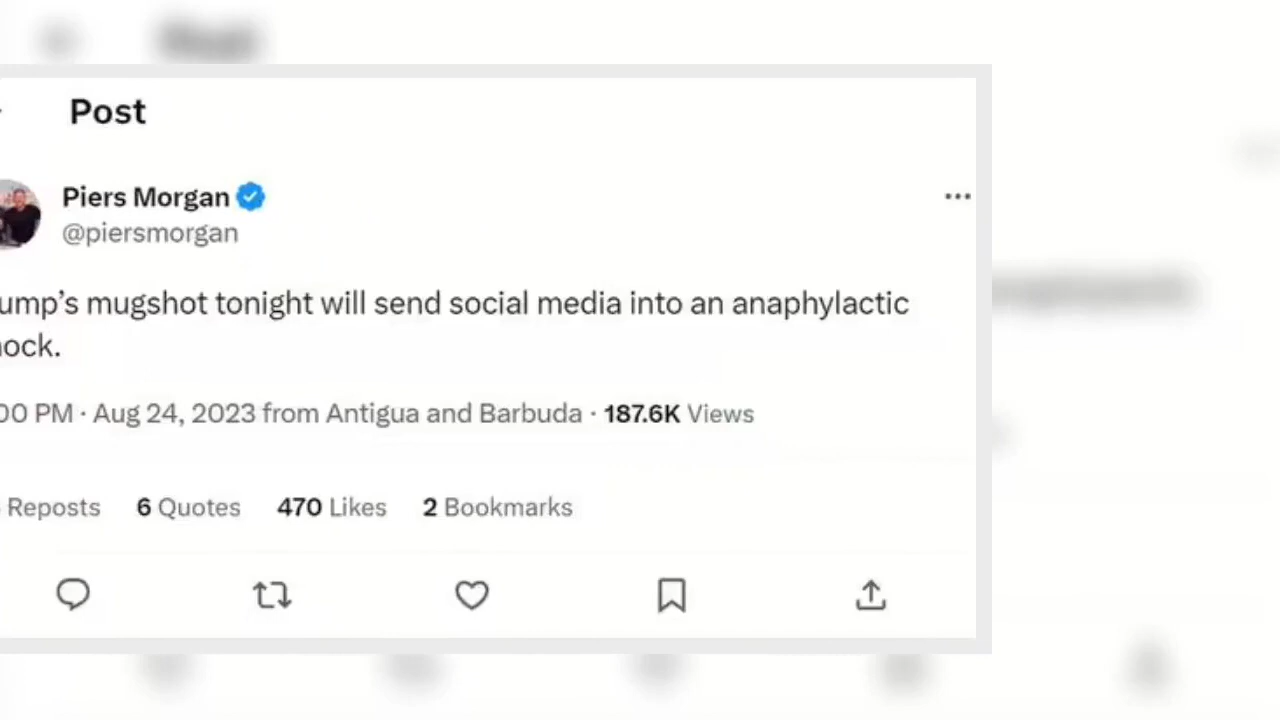 Post
Piers Morgan
@piersmorgan
ump’s mugshot tonight will send social media into an anaphylactic
ock.
00 PM · Aug 24, 2023 from Antigua and Barbuda · 187.6K Views
Reposts 6 Quotes 470 Likes 2 Bookmarks